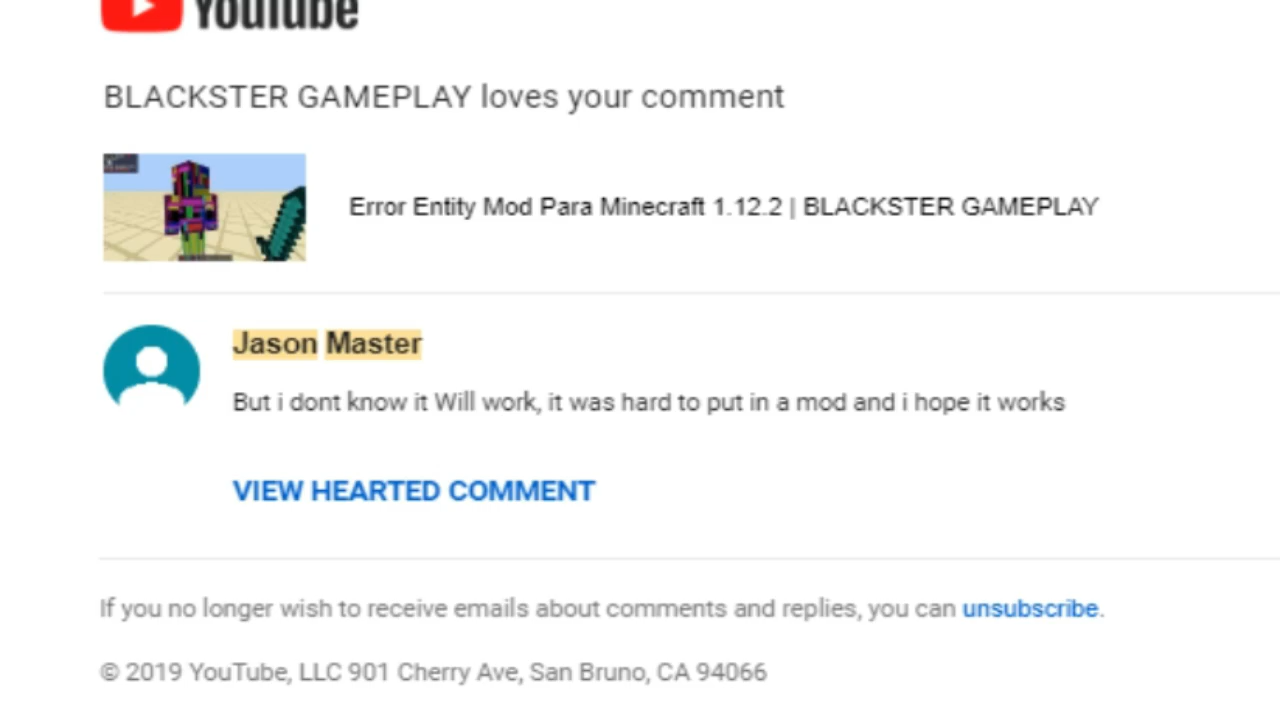 YouTube
BLACKSTER GAMEPLAY loves your comment
Error Entity Mod Para Minecraft 1.12.2 | BLACKSTER GAMEPLAY
Jason Master
But i dont know it Will work, it was hard to put in a mod and i hope it works
VIEW HEARTED COMMENT
If you no longer wish to receive emails about comments and replies, you can unsubscribe.
© 2019 YouTube, LLC 901 Cherry Ave, San Bruno, CA 94066